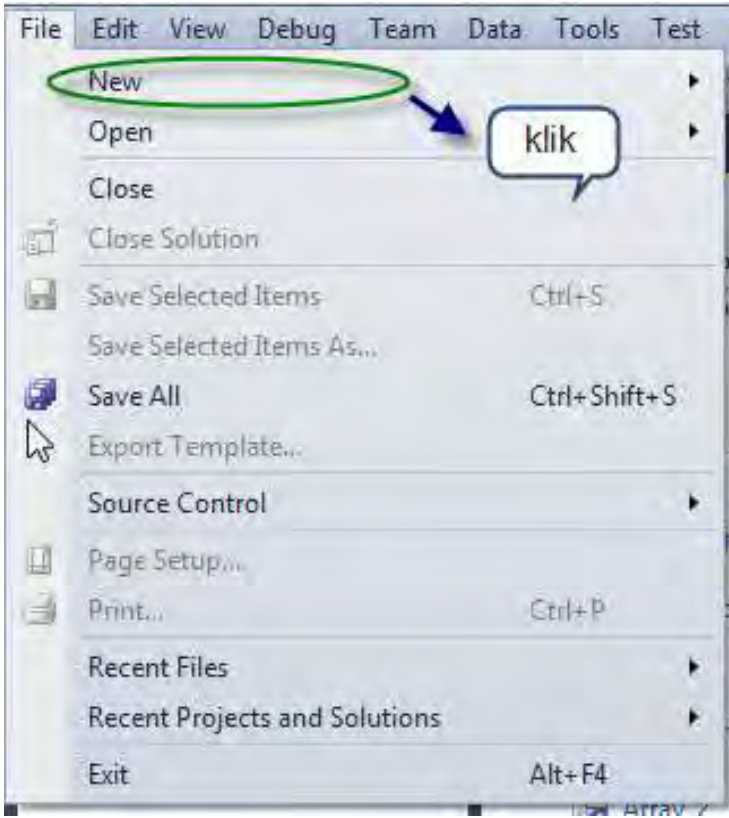 File Edit View Debug Team Data Tools Test
New
klik
Open
Close
Close Solution
Save Selected Items Ctrl+S
Save Selected Items As...
Save All Ctrl+Shift+S
Export Template...
Source Control
Page Setup...
Print... Ctrl+P
Recent Files
Recent Projects and Solutions
Exit Alt+F4
Array 2